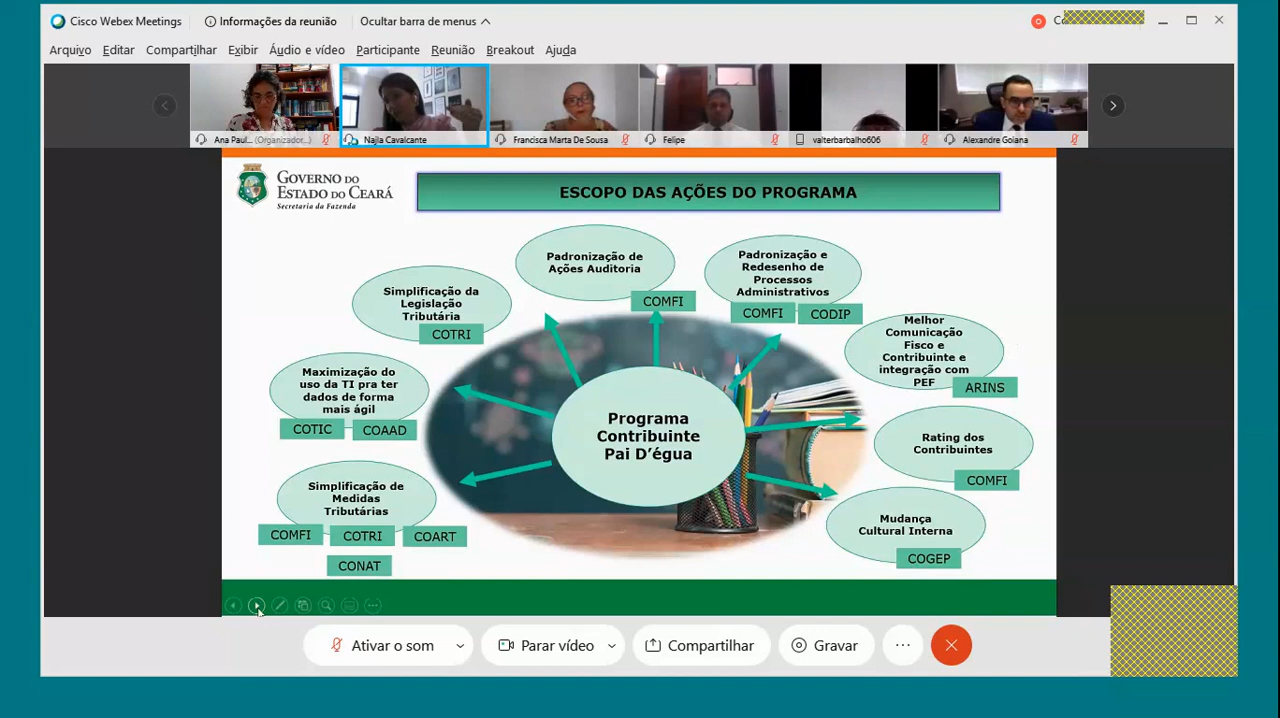 Cisco Webex Meetings
Informações da reunião
Ocultar barra de menus
Arquivo Editar Compartilhar Exibir Áudio e vídeo Participante Reunião Breakout Ajuda
Ana Paul... (Organizador...)
Najla Cavalcante
Francisca Marta De Sousa
Felipe
valterbarbalho606
Alexandre Goiana
GOVERNO DO
ESTADO DO CEARÁ
Secretaria da Fazenda
ESCOPO DAS AÇÕES DO PROGRAMA
Padronização de
Ações Auditoria
COMFI
Padronização e
Redesenho de
Processos
Administrativos
COMFI
CODIP
Simplificação da
Legislação
Tributária
COTRI
Melhor
Comunicação
Fisco e
Contribuinte e
integração com
PEF
ARINS
Maximização do
uso da TI pra ter
dados de forma
mais ágil
COTIC
COAAD
Programa
Contribuinte
Pai D’égua
Rating dos
Contribuintes
COMFI
Simplificação de
Medidas
Tributárias
COMFI
COTRI
COART
CONAT
Mudança
Cultural Interna
COGEP
Ativar o som
Parar vídeo
Compartilhar
Gravar